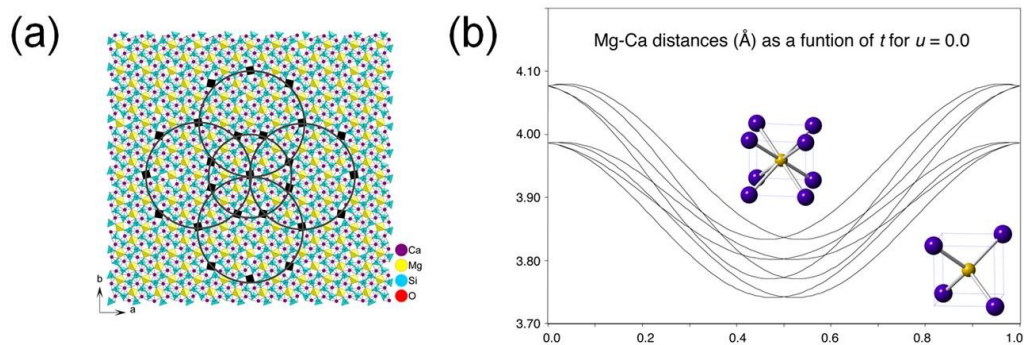 (a)
Ca
Mg
Si
O
b
a
(b)
Mg-Ca distances (Å) as a funtion of t for u = 0.0
4.10
4.00
3.90
3.80
3.70
0 0.2 0.4 0.6 0.8 1.0